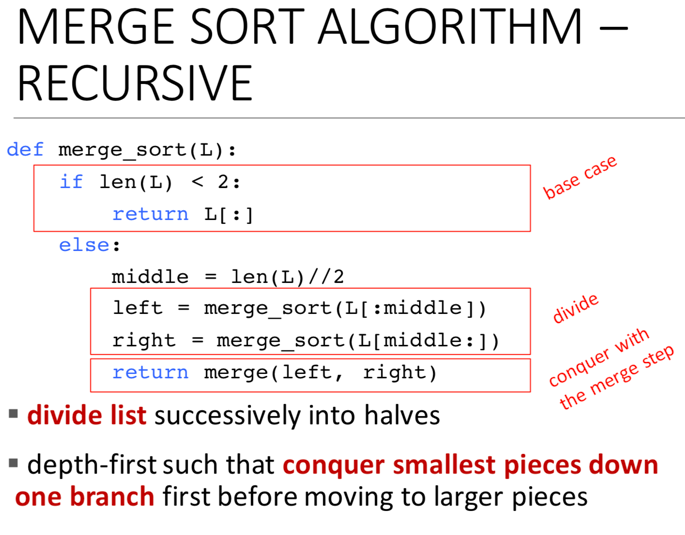 MERGE SORT ALGORITHM –
RECURSIVE
def merge_sort(L):
    if len(L) < 2:
        return L[:]
base case
    else:
        middle = len(L)//2
        left = merge_sort(L[:middle])
        right = merge_sort(L[middle:])
divide
        return merge(left, right)
conquer with
the merge step
▪ divide list successively into halves
▪ depth-first such that conquer smallest pieces down
one branch first before moving to larger pieces